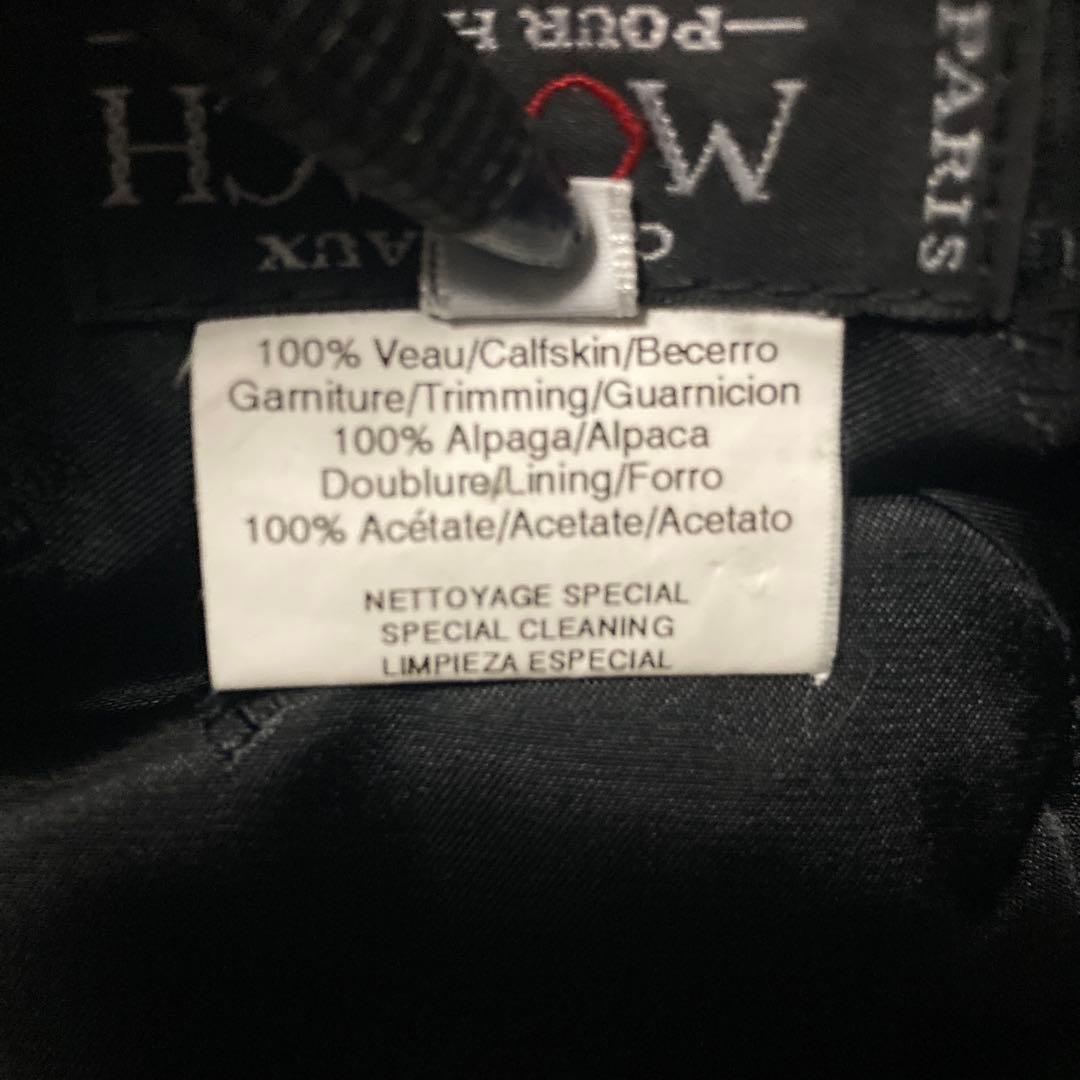 POUR
PARIS
100% Veau/Calfskin/Becerro
Garniture/Trimming/Guarnicion
100% Alpaga/Alpaca
Doublure/Lining/Forro
100% Acétate/Acetate/Acetato
NETTOYAGE SPECIAL
SPECIAL CLEANING
LIMPIEZA ESPECIAL